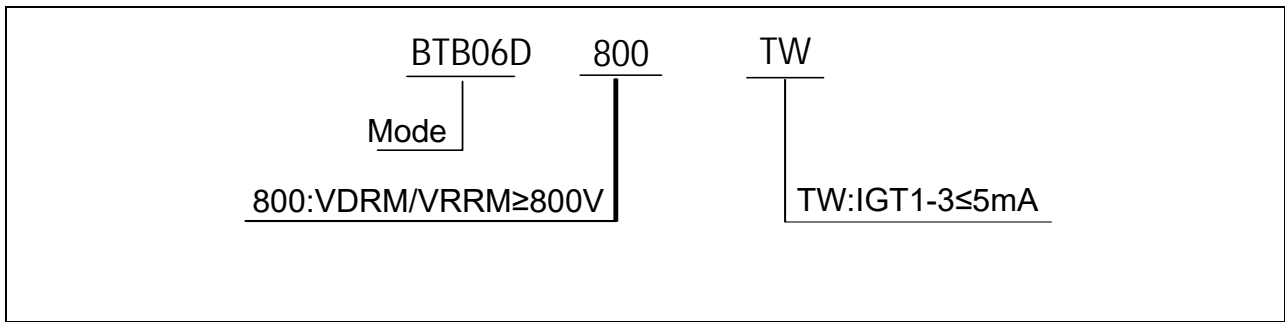 BTB06D 800 TW
Mode
800:VDRM/VRRM≥800V TW:IGT1-3≤5mA